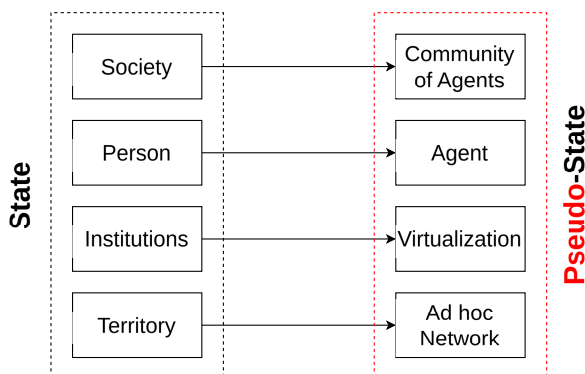 State
Society
Person
Institutions
Territory
Community
of Agents
Agent
Virtualization
Ad hoc
Network
Pseudo-State